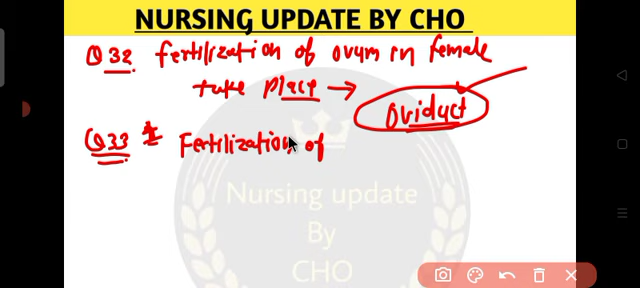 NURSING UPDATE BY CHO
Q32. Fertilization of ovum in female
take place → Oviduct
Q33 * Fertilization of
Nursing update
By
CHO